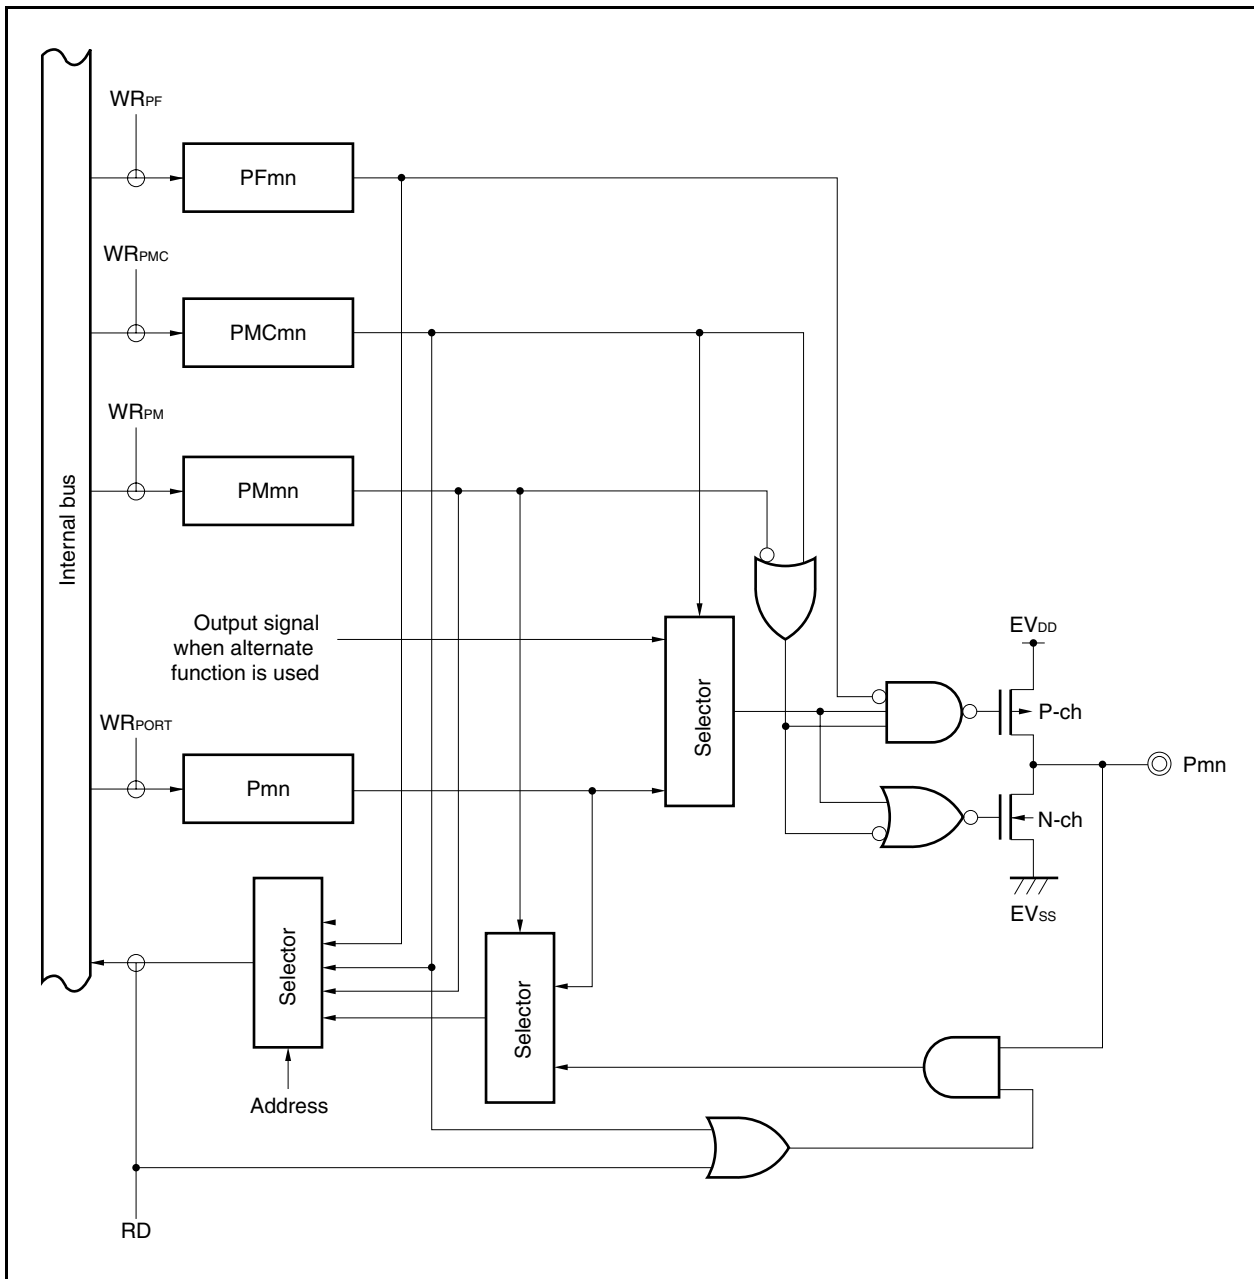 WRPF
PFmn
WRPMC
PMCmn
WRPM
PMmn
Internal bus
Output signal
when alternate
function is used
Selector
EVDD
P-ch
WRPORT
Pmn
Pmn
N-ch
EVSS
Selector
Selector
Address
RD